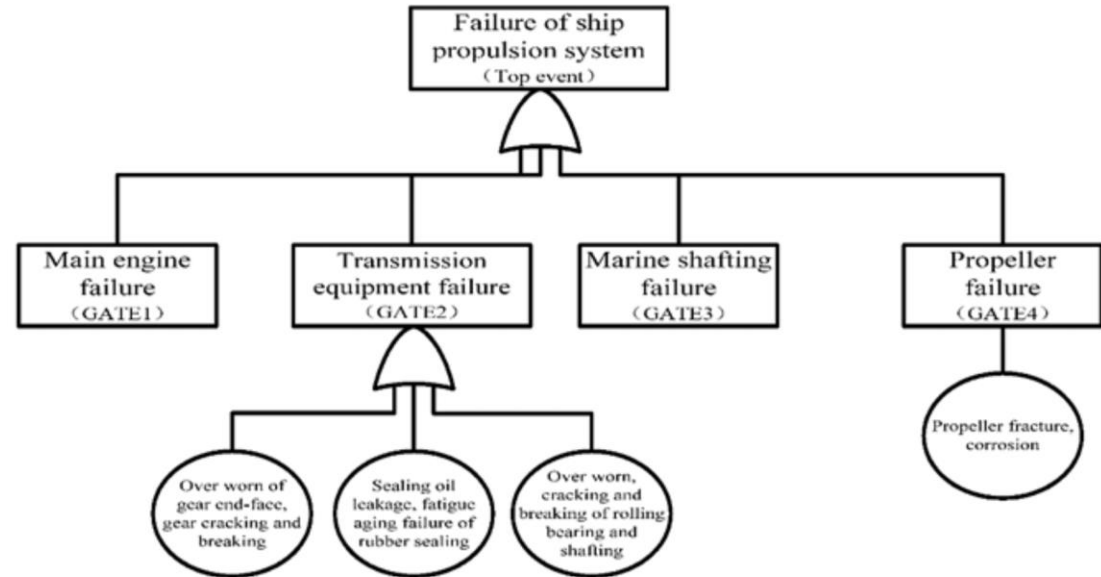 Failure of ship
propulsion system
（Top event）
Main engine
failure
（GATE1）
Transmission
equipment failure
（GATE2）
Marine shafting
failure
（GATE3）
Propeller
failure
（GATE4）
Propeller fracture,
corrosion
Over worn of
gear end-face,
gear cracking and
breaking
Sealing oil
leakage, fatigue
aging failure of
rubber sealing
Over worn,
cracking and
breaking of rolling
bearing and
shafting